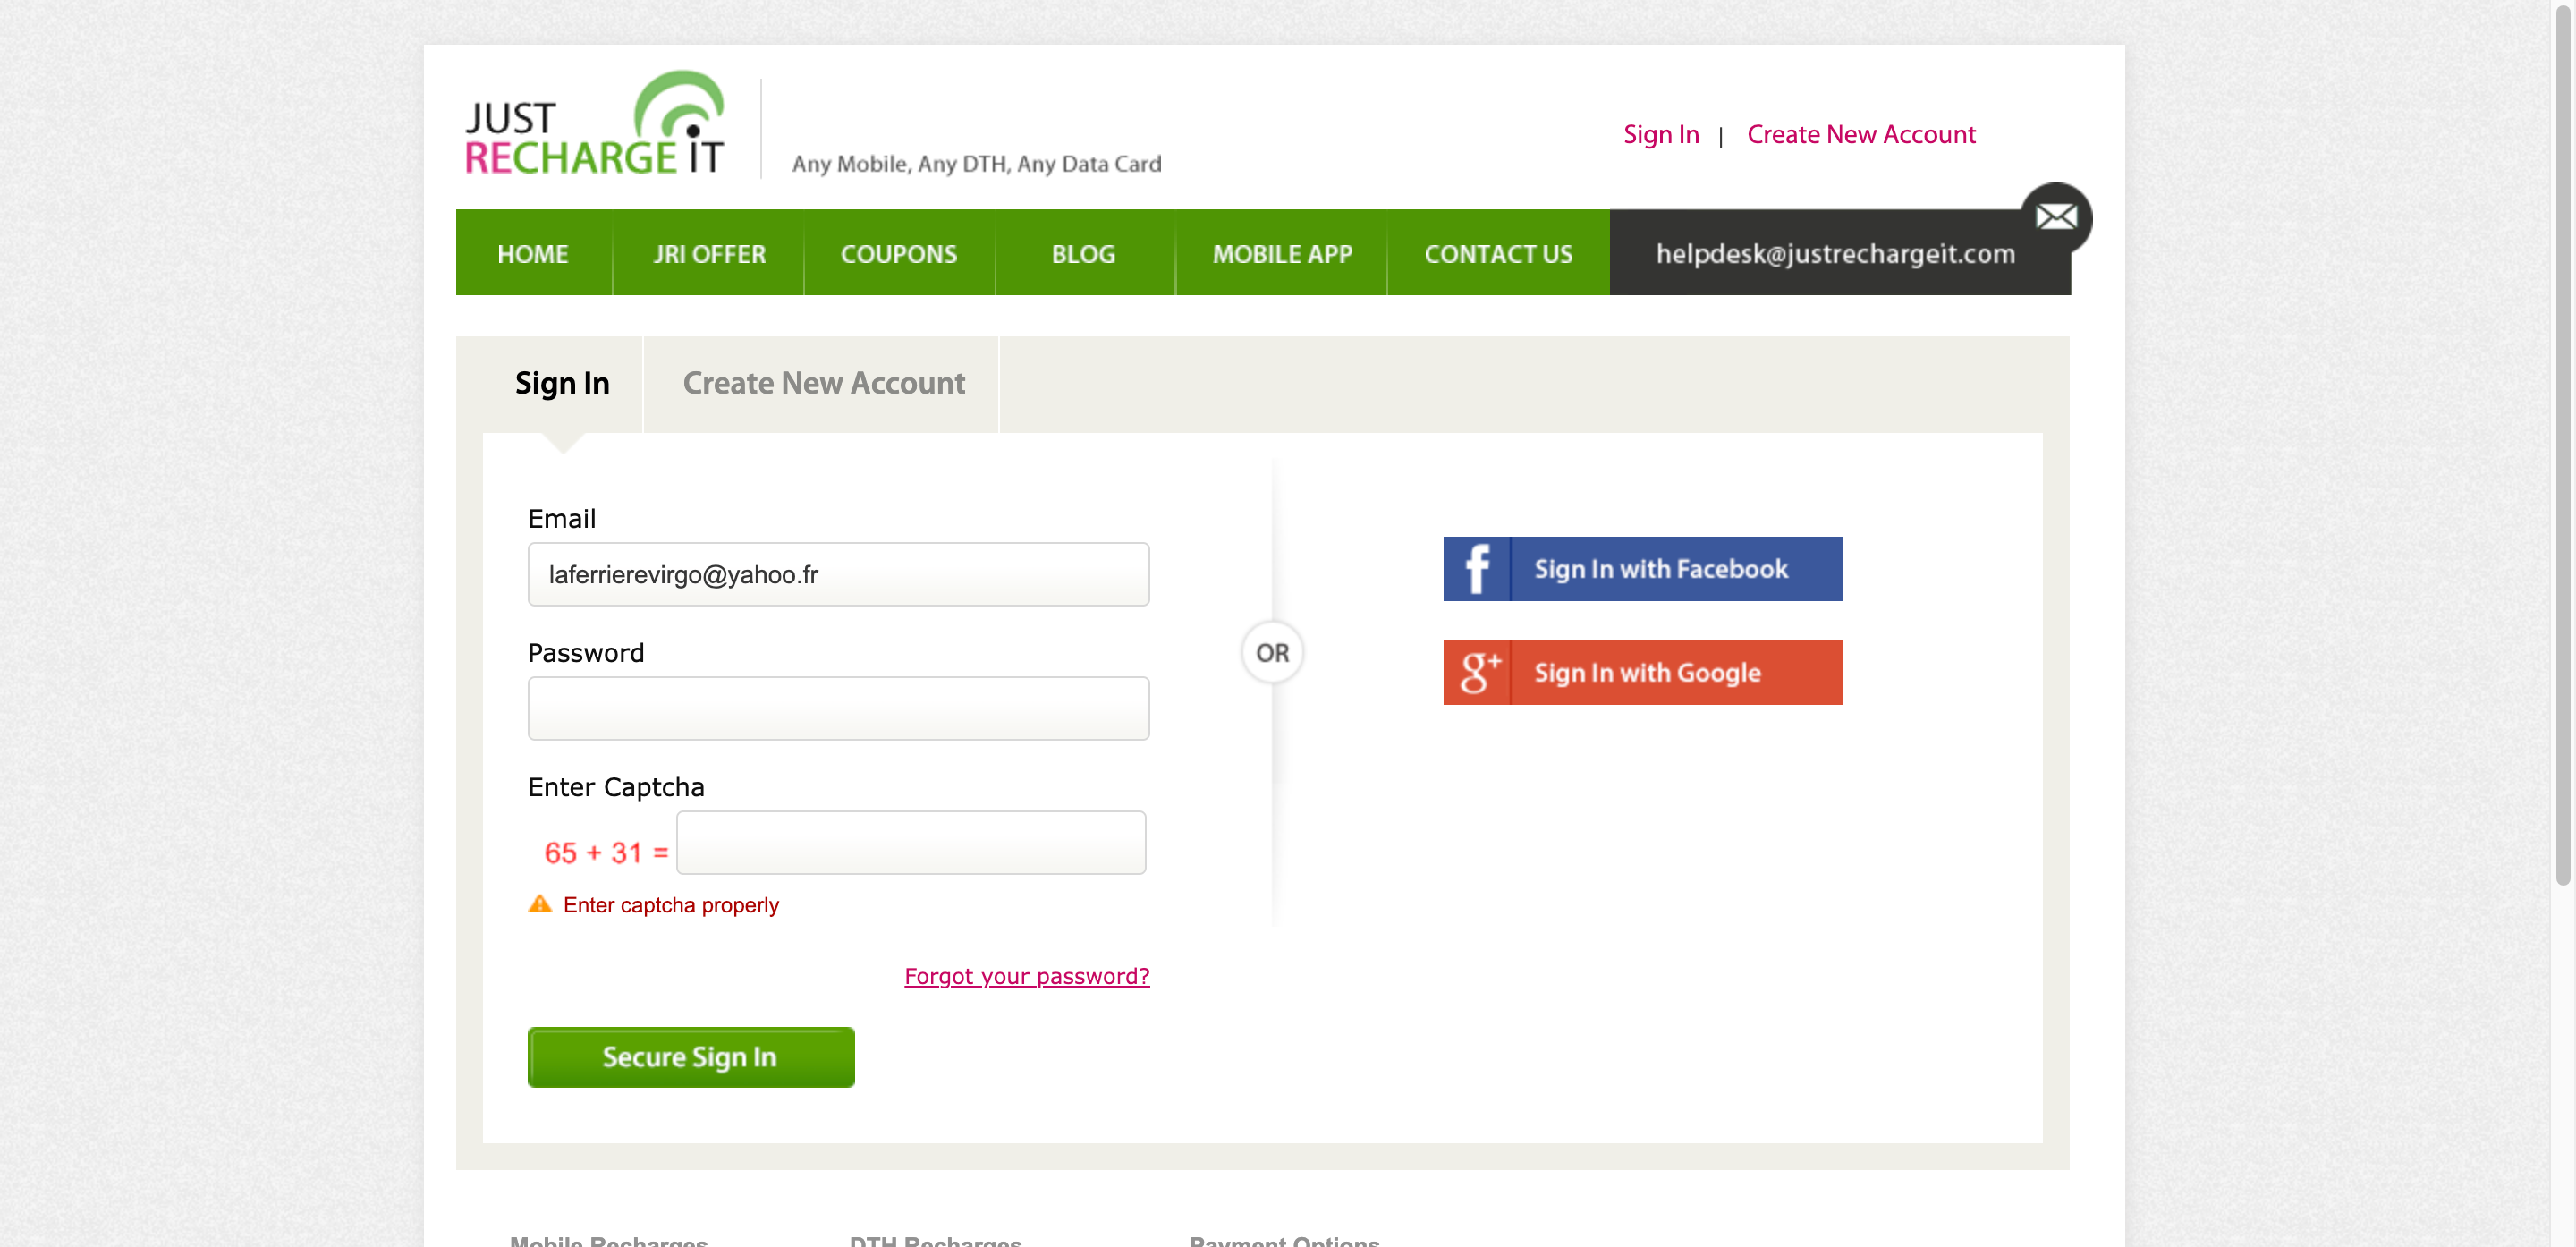 JUST
RECHARGE iT
Any Mobile, Any DTH, Any Data Card
Sign In | Create New Account
HOME JRI OFFER COUPONS BLOG MOBILE APP CONTACT US helpdesk@justrechargeit.com
Sign In Create New Account
Email
laferrierevirgo@yahoo.fr
Password
Enter Captcha
65 + 31 =
Enter captcha properly
Forgot your password?
Secure Sign In
OR
f Sign In with Facebook
g+ Sign In with Google
Mobile Recharges DTH Recharges Payment Options